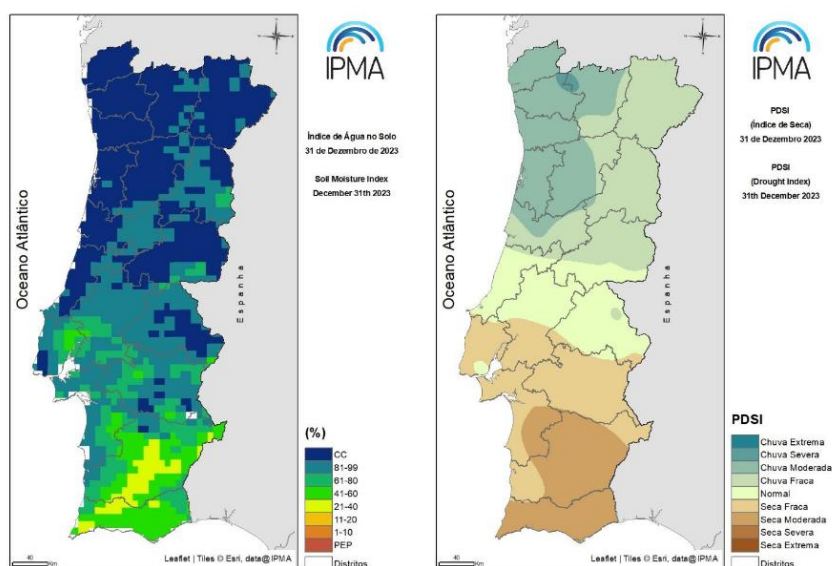 IPMA
Índice de Água no Solo
31 de Dezembro de 2023
Soil Moisture Index
December 31th 2023
Oceano Atlântico
Espanha
(%)
CC
81-99
61-80
41-60
21-40
11-20
1-10
PEP
Distritos
40
Km
Leaflet | Tiles © Esri, data@IPMA
IPMA
PDSI
(Índice de Seca)
31 de Dezembro 2023
PDSI
(Drought Index)
31th December 2023
Oceano Atlântico
Espanha
PDSI
Chuva Extrema
Chuva Severa
Chuva Moderada
Chuva Fraca
Normal
Seca Fraca
Seca Moderada
Seca Severa
Seca Extrema
Distritos
40
Km
Leaflet | Tiles © Esri, data@IPMA